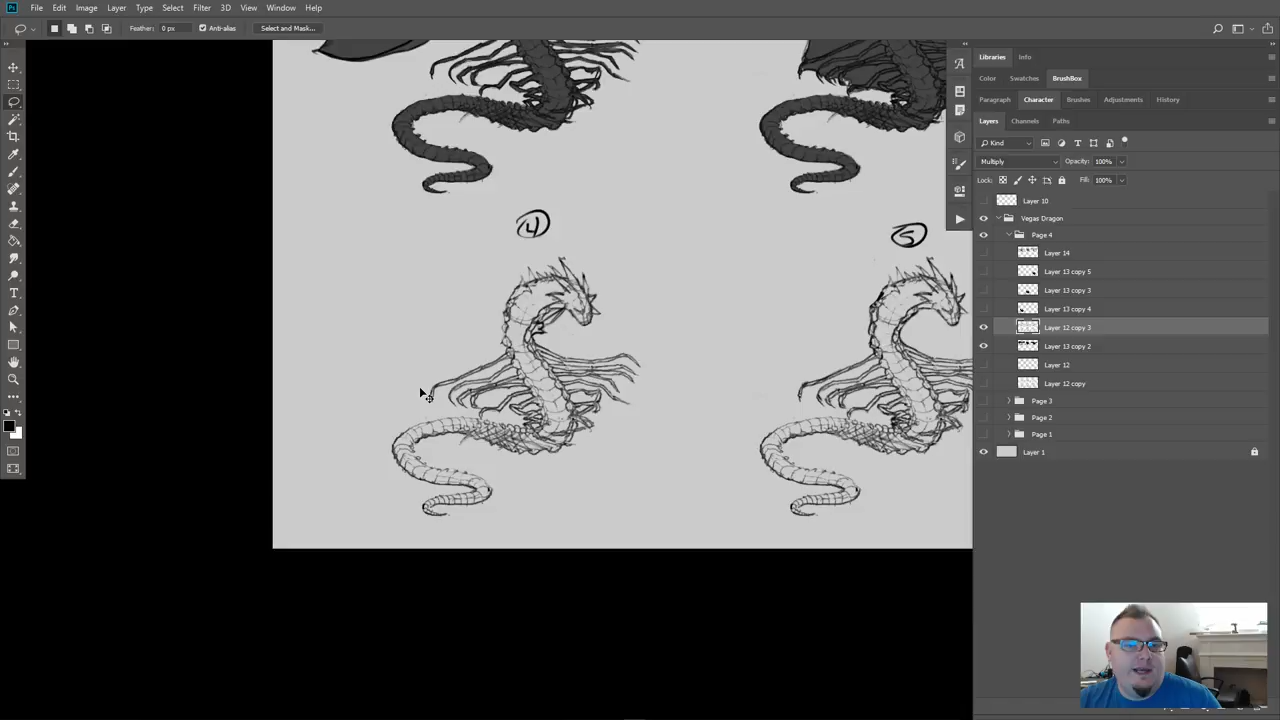 Ps File Edit Image Layer Type Select Filter 3D View Window Help
Feather: 0 px Anti-alias Select and Mask...
Libraries Info
Color Swatches BrushBox
Paragraph Character Brushes Adjustments History
Layers Channels Paths
Kind
Multiply Opacity: 100%
Lock: Fill: 100%
Layer 10
Vegas Dragon
Page 4
Layer 14
Layer 13 copy 5
Layer 13 copy 3
Layer 13 copy 4
Layer 12 copy 3
Layer 13 copy 2
Layer 12
Layer 12 copy
Page 3
Page 2
Page 1
Layer 1
4
5